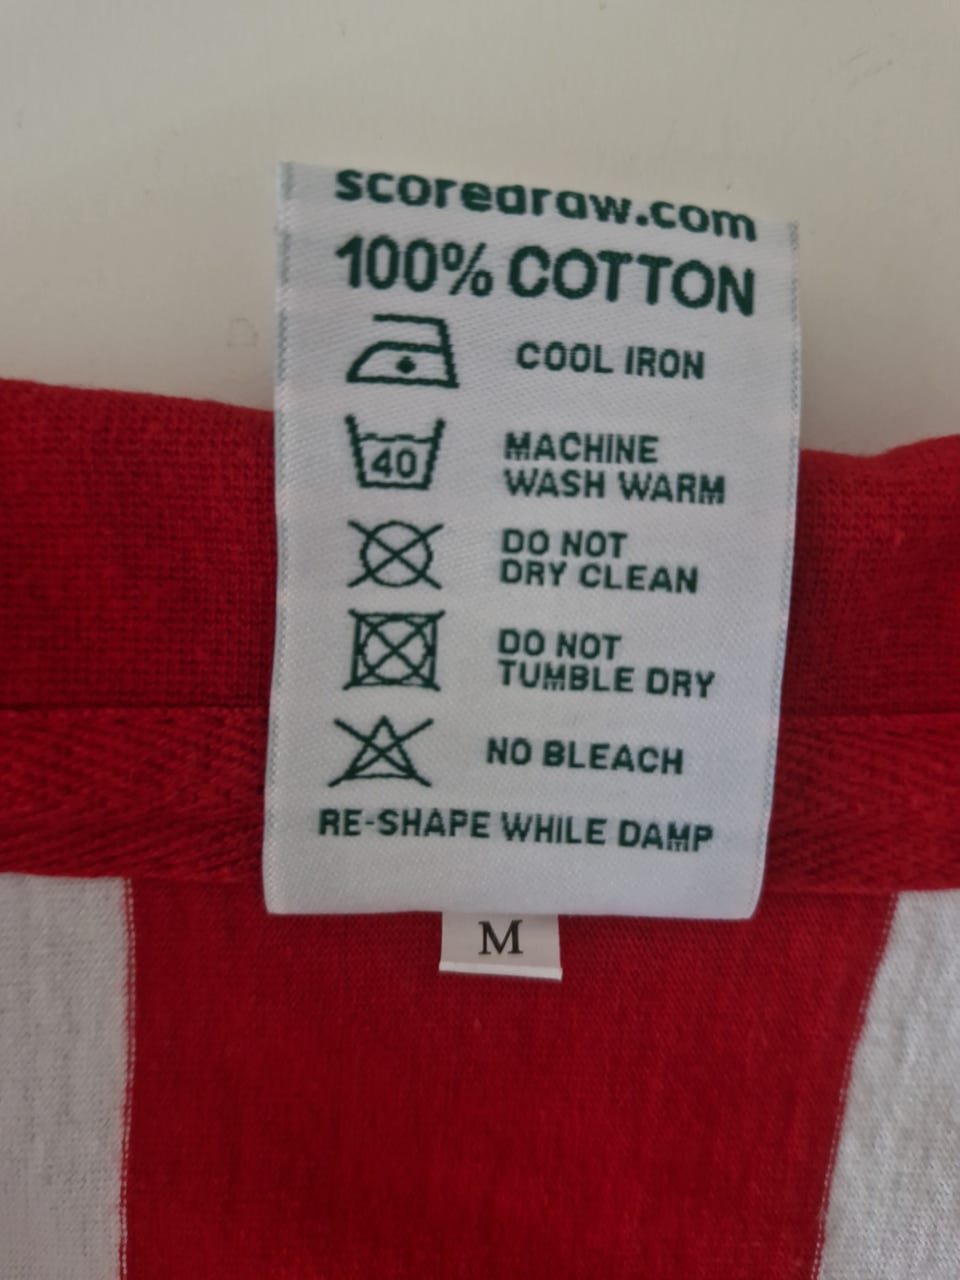 scoredraw.com
100% COTTON
COOL IRON
40
MACHINE
WASH WARM
DO NOT
DRY CLEAN
DO NOT
TUMBLE DRY
NO BLEACH
RE-SHAPE WHILE DAMP
M